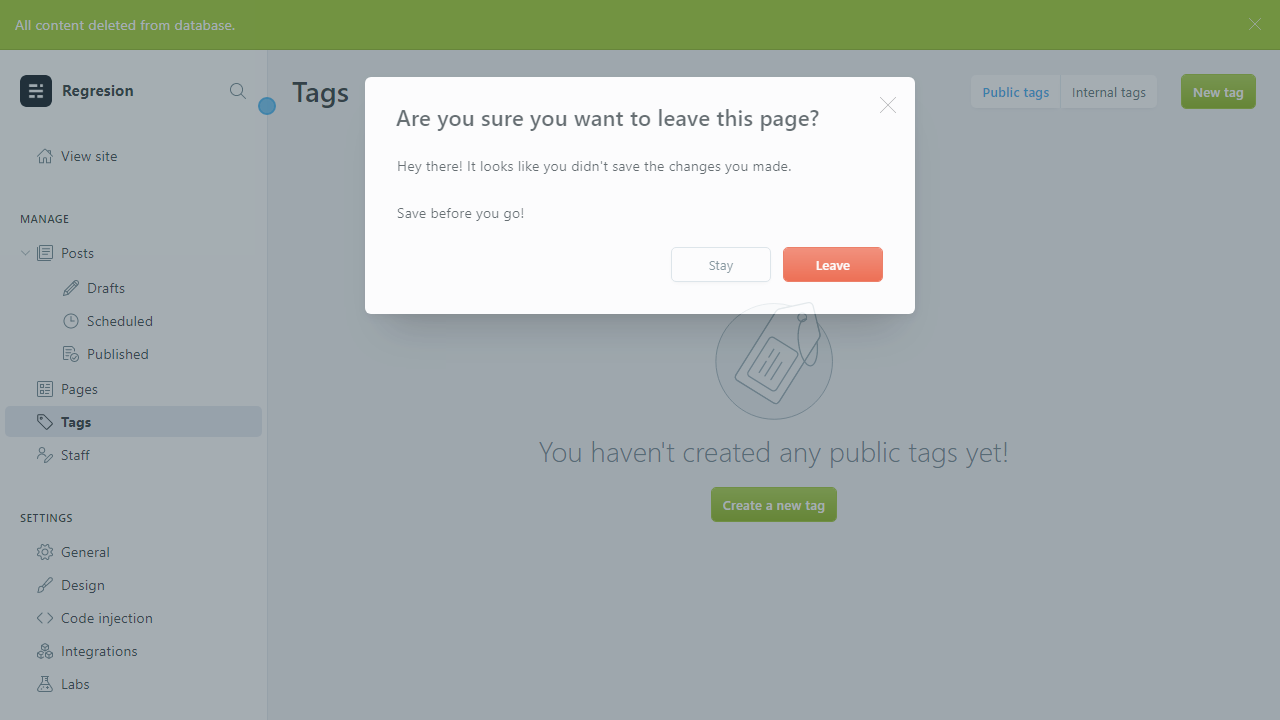 All content deleted from database.
Regresion
Tags
Public tags
Internal tags
New tag
View site
MANAGE
Posts
Drafts
Scheduled
Published
Pages
Tags
Staff
SETTINGS
General
Design
Code injection
Integrations
Labs
Are you sure you want to leave this page?
Hey there! It looks like you didn't save the changes you made.
Save before you go!
Stay
Leave
You haven't created any public tags yet!
Create a new tag